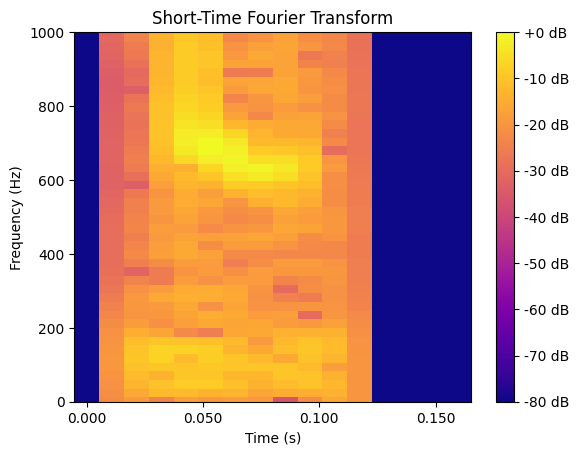 Short-Time Fourier Transform
1000
800
600
400
200
0
Frequency (Hz)
0.000
0.050
0.100
0.150
Time (s)
+0 dB
-10 dB
-20 dB
-30 dB
-40 dB
-50 dB
-60 dB
-70 dB
-80 dB